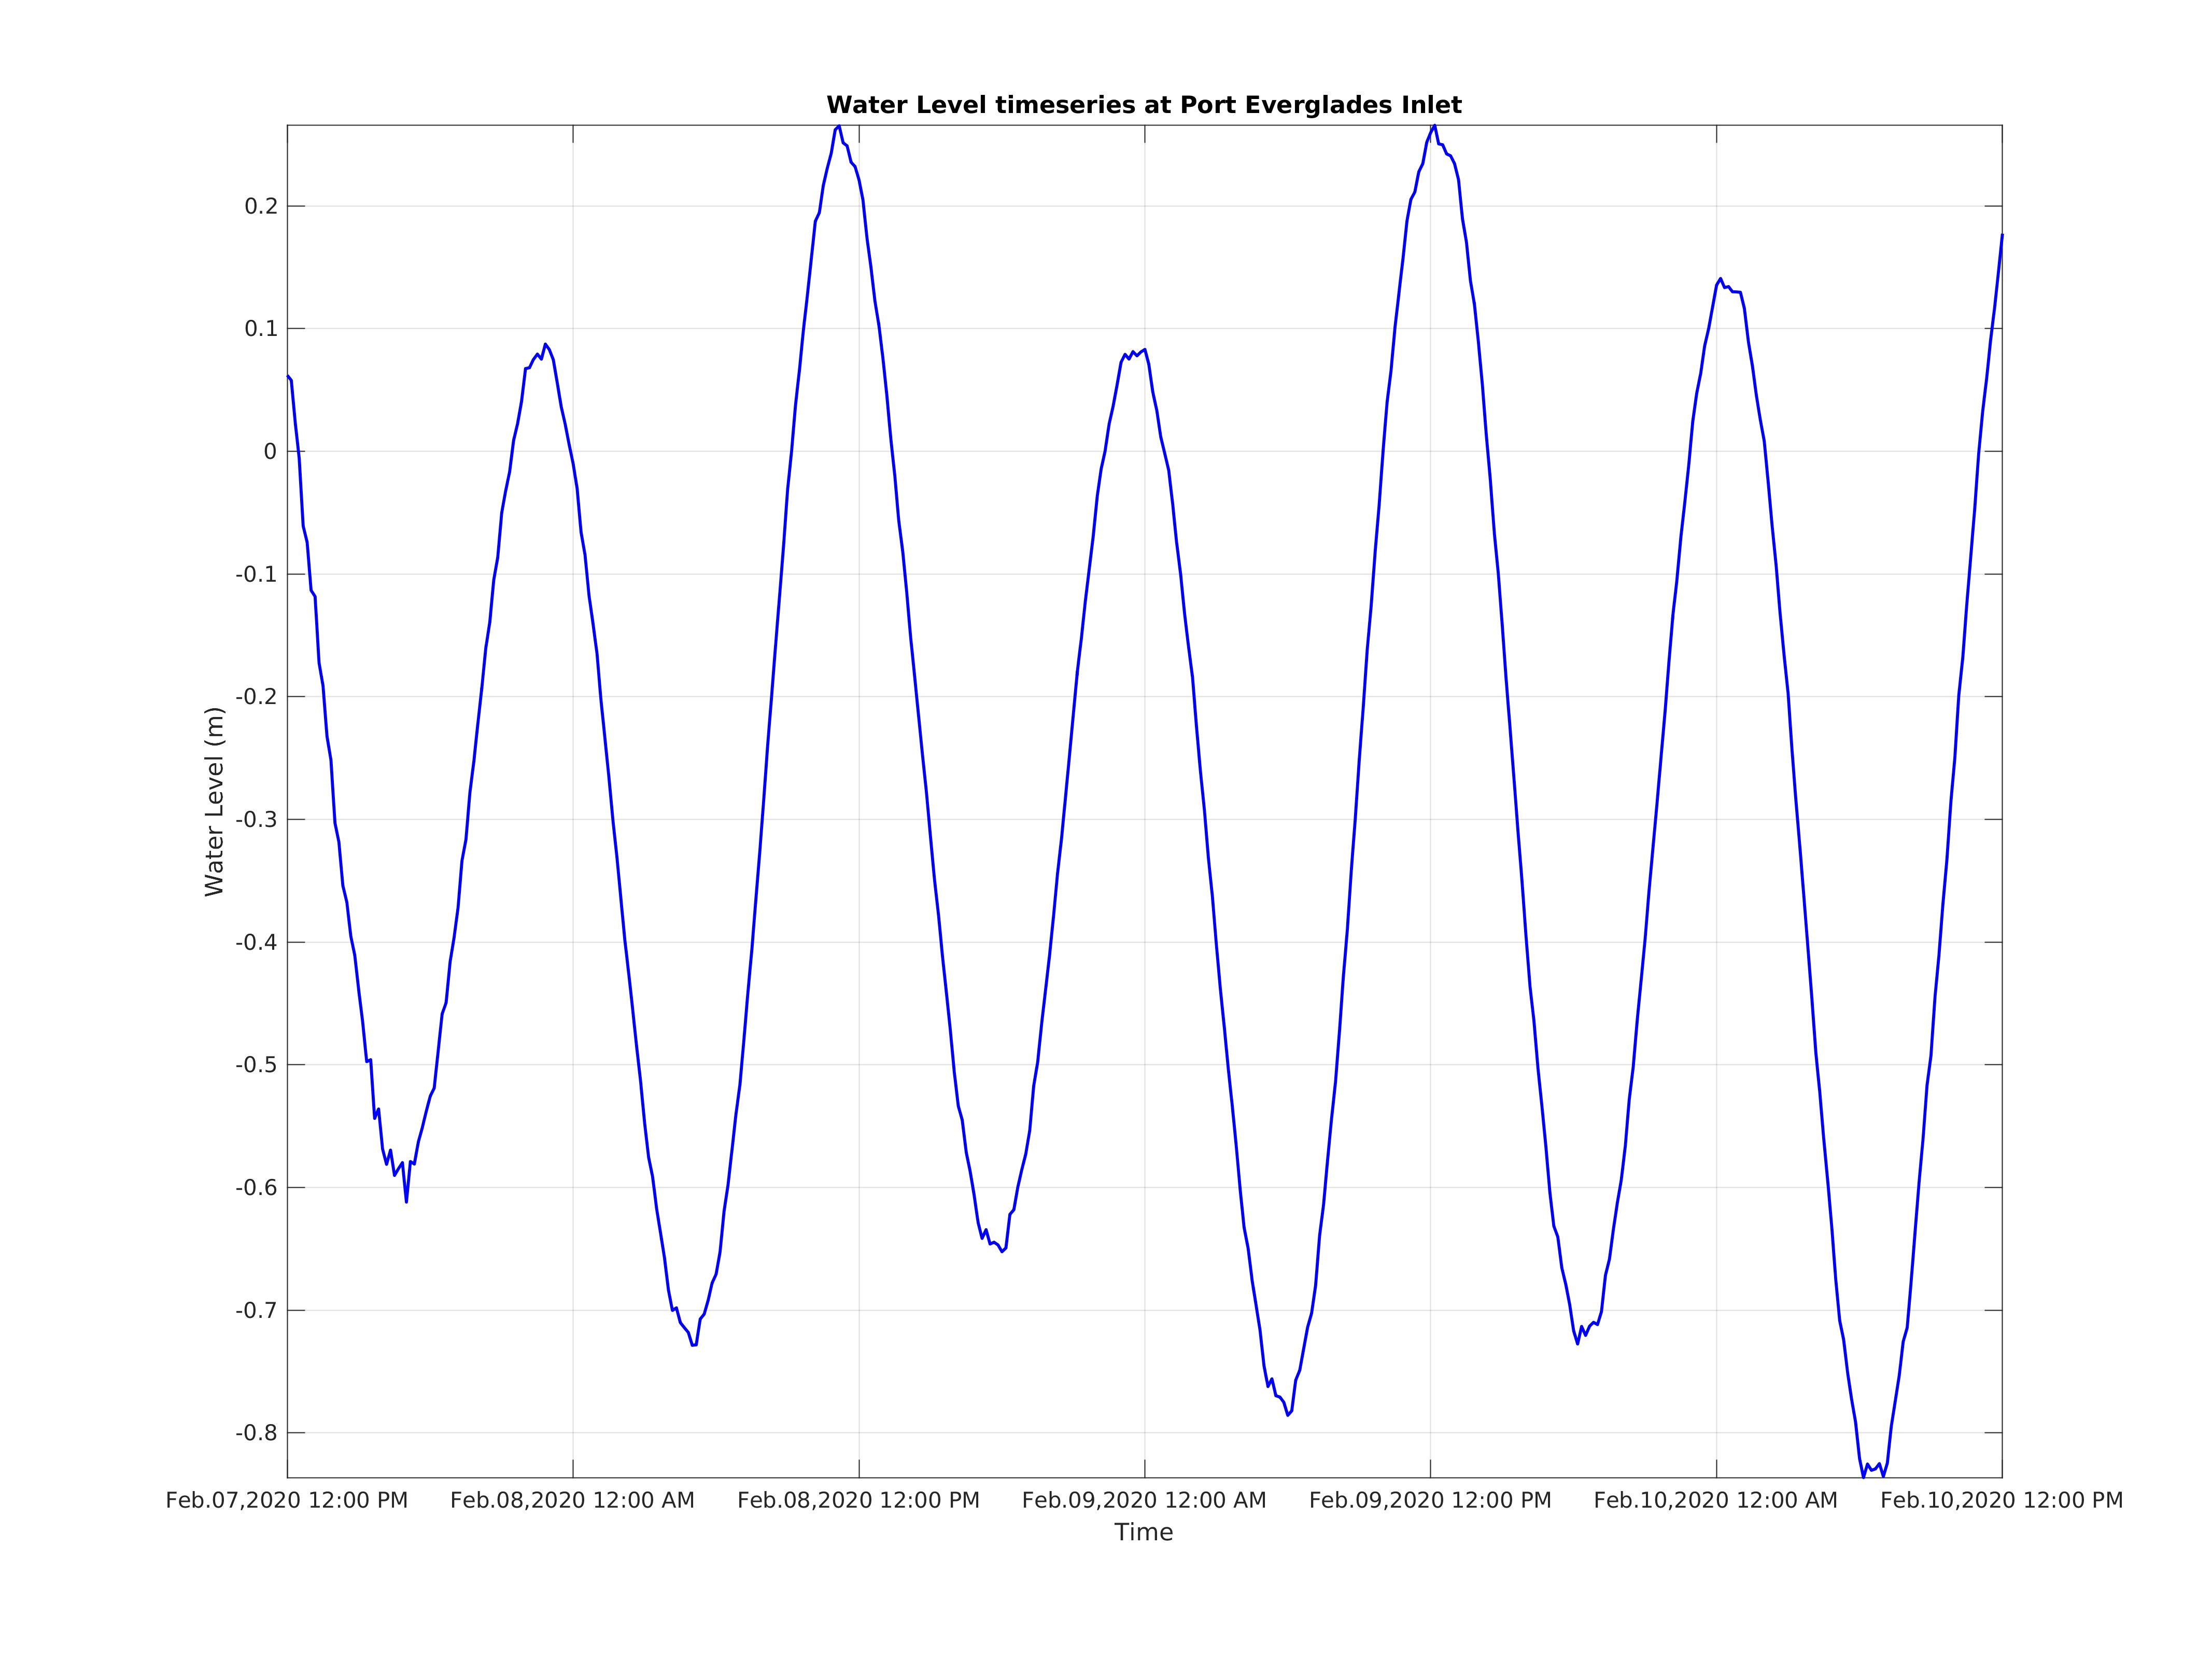 Water Level timeseries at Port Everglades Inlet
0.2
0.1
0
-0.1
-0.2
-0.3
-0.4
-0.5
-0.6
-0.7
-0.8
Water Level (m)
Feb.07,2020 12:00 PM Feb.08,2020 12:00 AM Feb.08,2020 12:00 PM Feb.09,2020 12:00 AM Feb.09,2020 12:00 PM Feb.10,2020 12:00 AM Feb.10,2020 12:00 PM
Time